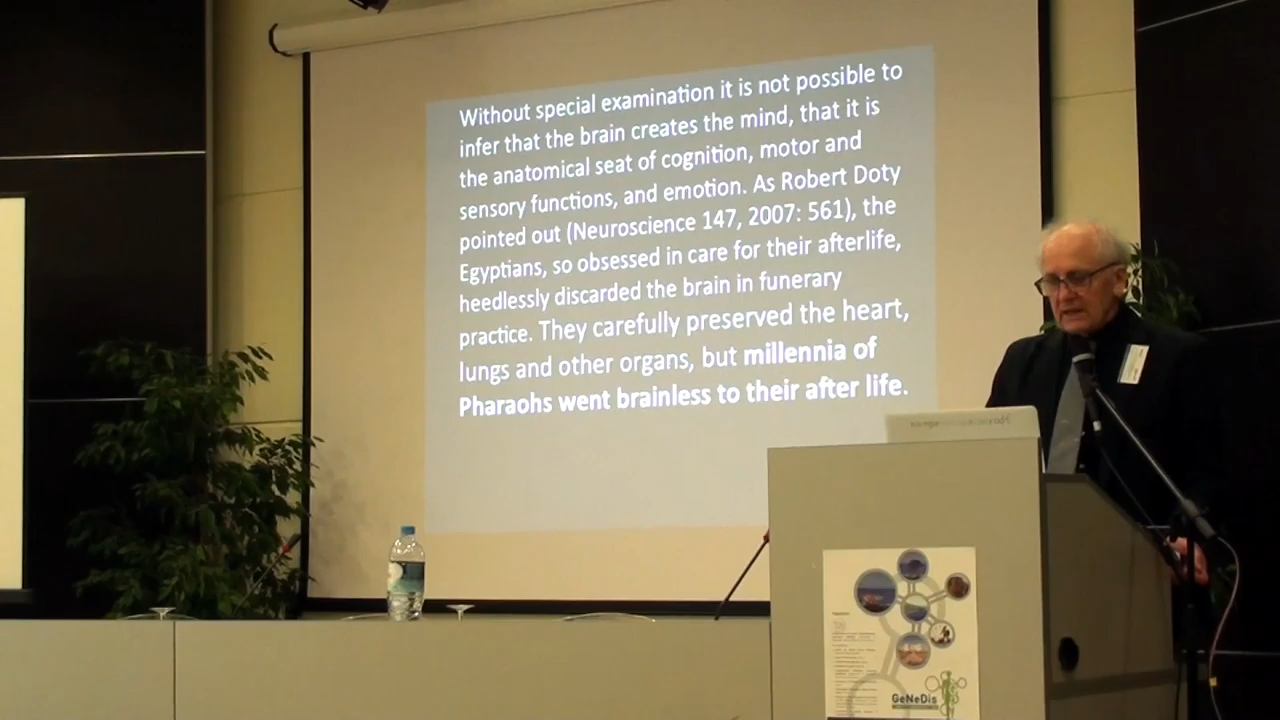 Without special examination it is not possible to
infer that the brain creates the mind, that it is
the anatomical seat of cognition, motor and
sensory functions, and emotion. As Robert Doty
pointed out (Neuroscience 147, 2007: 561), the
Egyptians, so obsessed in care for their afterlife,
heedlessly discarded the brain in funerary
practice. They carefully preserved the heart,
lungs and other organs, but millennia of
Pharaohs went brainless to their after life.
GeNeDis